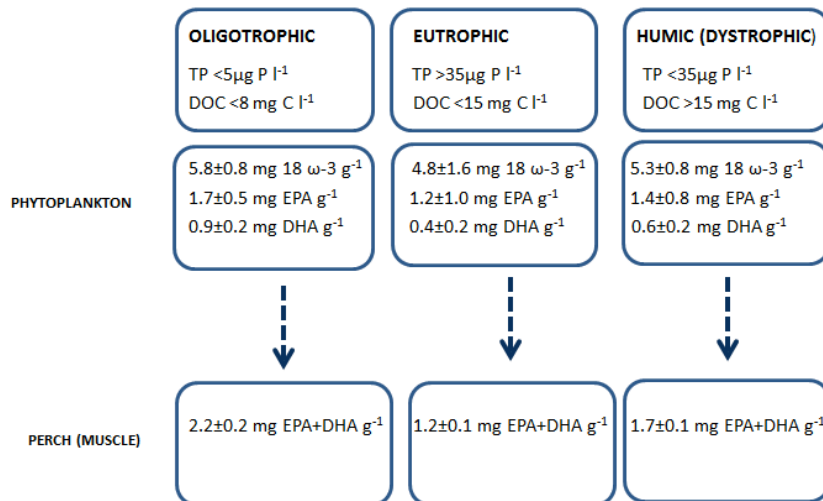 OLIGOTROPHIC
TP <5µg P l⁻¹
DOC <8 mg C l⁻¹
EUTROPHIC
TP >35µg P l⁻¹
DOC <15 mg C l⁻¹
HUMIC (DYSTROPHIC)
TP <35µg P l⁻¹
DOC >15 mg C l⁻¹
PHYTOPLANKTON
5.8±0.8 mg 18 ω-3 g⁻¹
1.7±0.5 mg EPA g⁻¹
0.9±0.2 mg DHA g⁻¹
4.8±1.6 mg 18 ω-3 g⁻¹
1.2±1.0 mg EPA g⁻¹
0.4±0.2 mg DHA g⁻¹
5.3±0.8 mg 18 ω-3 g⁻¹
1.4±0.8 mg EPA g⁻¹
0.6±0.2 mg DHA g⁻¹
PERCH (MUSCLE)
2.2±0.2 mg EPA+DHA g⁻¹
1.2±0.1 mg EPA+DHA g⁻¹
1.7±0.1 mg EPA+DHA g⁻¹